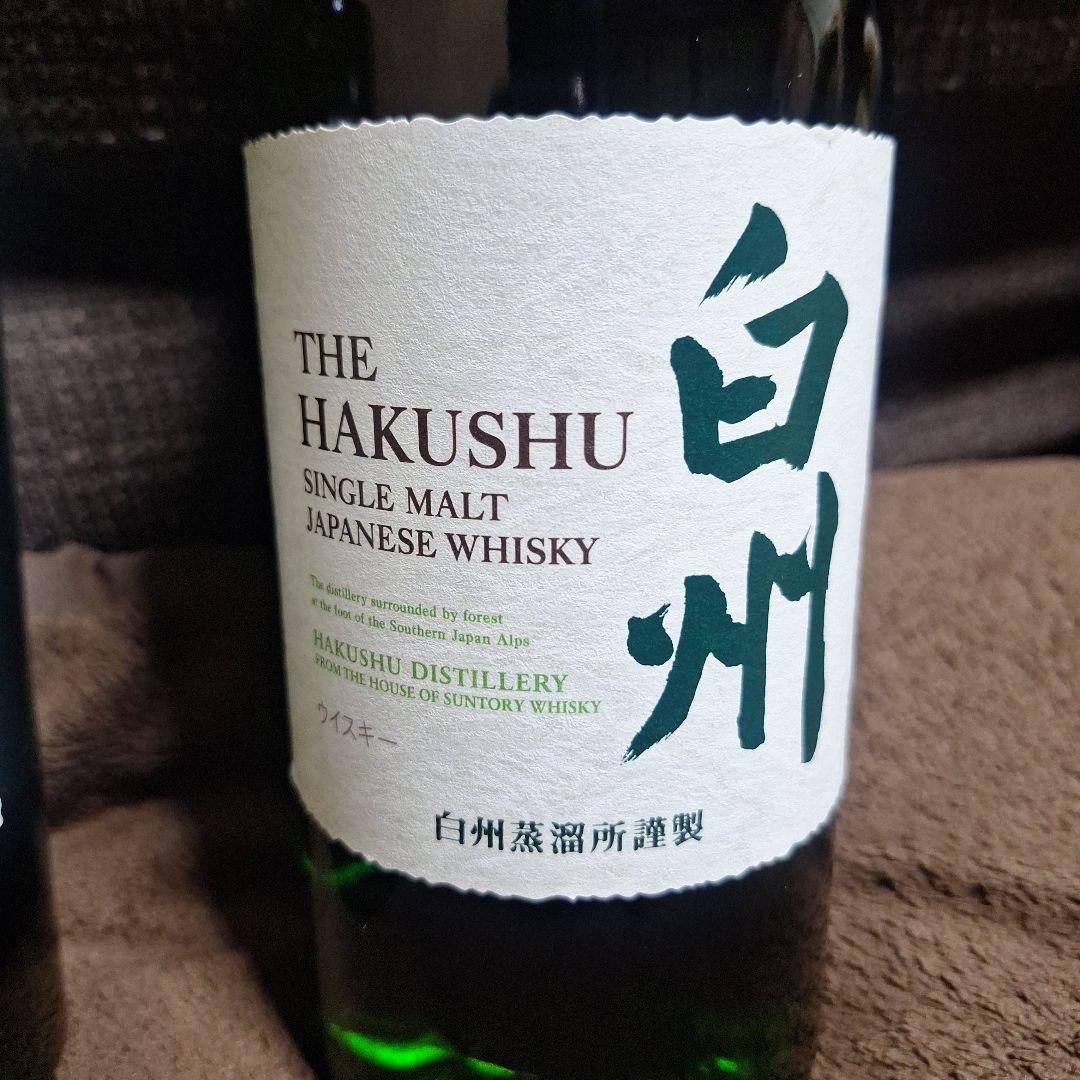 THE
HAKUSHU
SINGLE MALT
JAPANESE WHISKY
The distillery surrounded by forest
at the foot of the Southern Japan Alps
HAKUSHU DISTILLERY
FROM THE HOUSE OF SUNTORY WHISKY
ウイスキー
白州
白州蒸溜所謹製